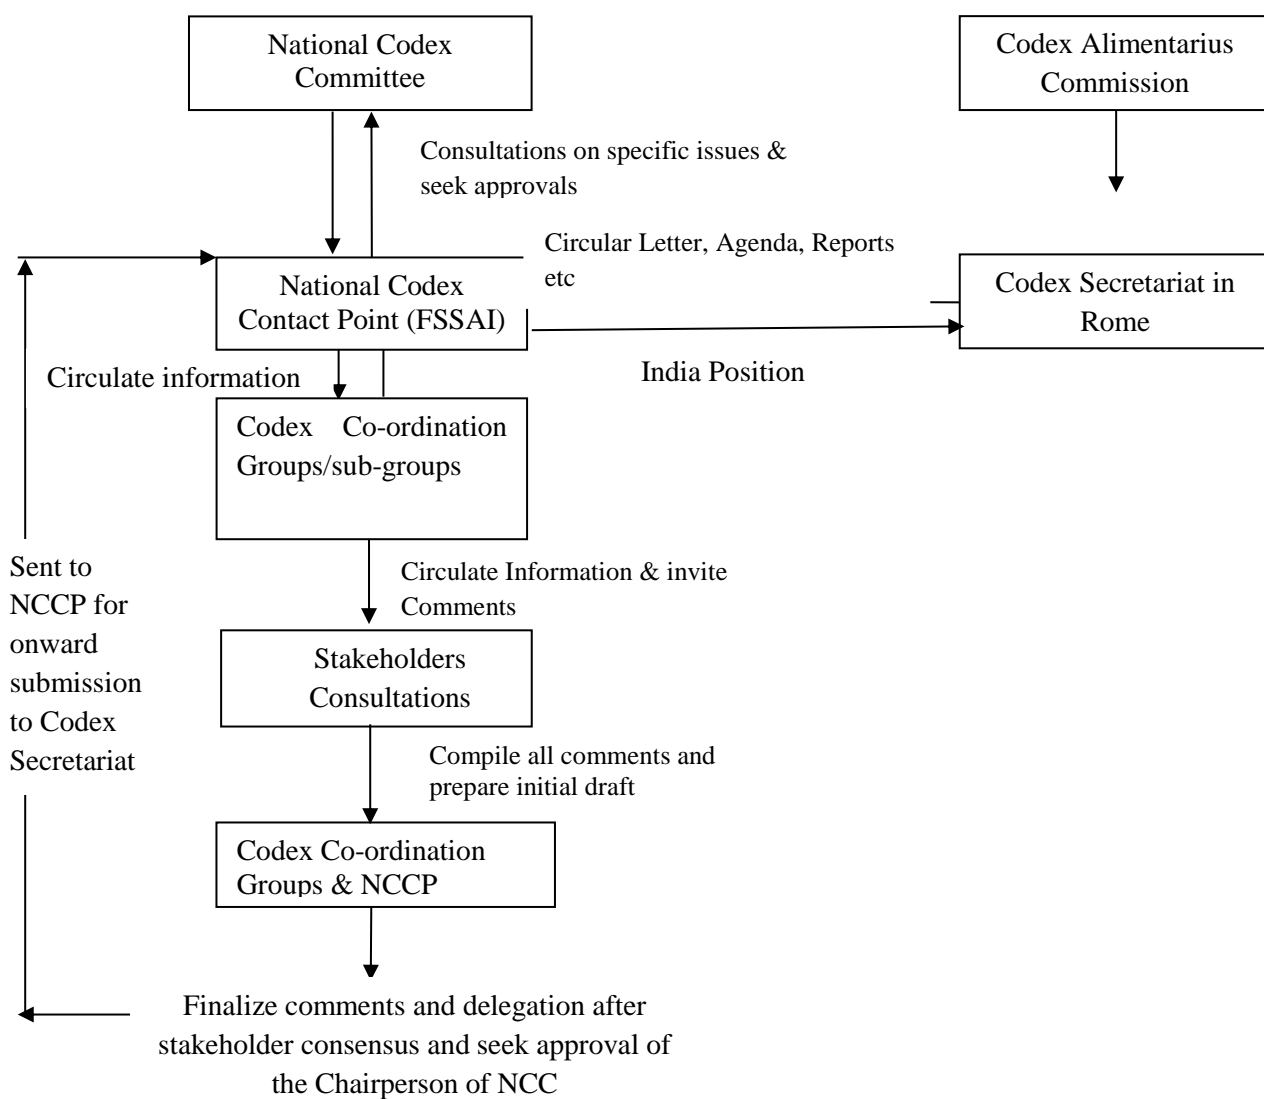 National Codex
Committee
Codex Alimentarius
Commission
Consultations on specific issues &
seek approvals
Circular Letter, Agenda, Reports
etc
National Codex
Contact Point (FSSAI)
Codex Secretariat in
Rome
Circulate information
India Position
Codex Co-ordination
Groups/sub-groups
Sent to
NCCP for
onward
submission
to Codex
Secretariat
Circulate Information & invite
Comments
Stakeholders
Consultations
Compile all comments and
prepare initial draft
Codex Co-ordination
Groups & NCCP
Finalize comments and delegation after
stakeholder consensus and seek approval of
the Chairperson of NCC